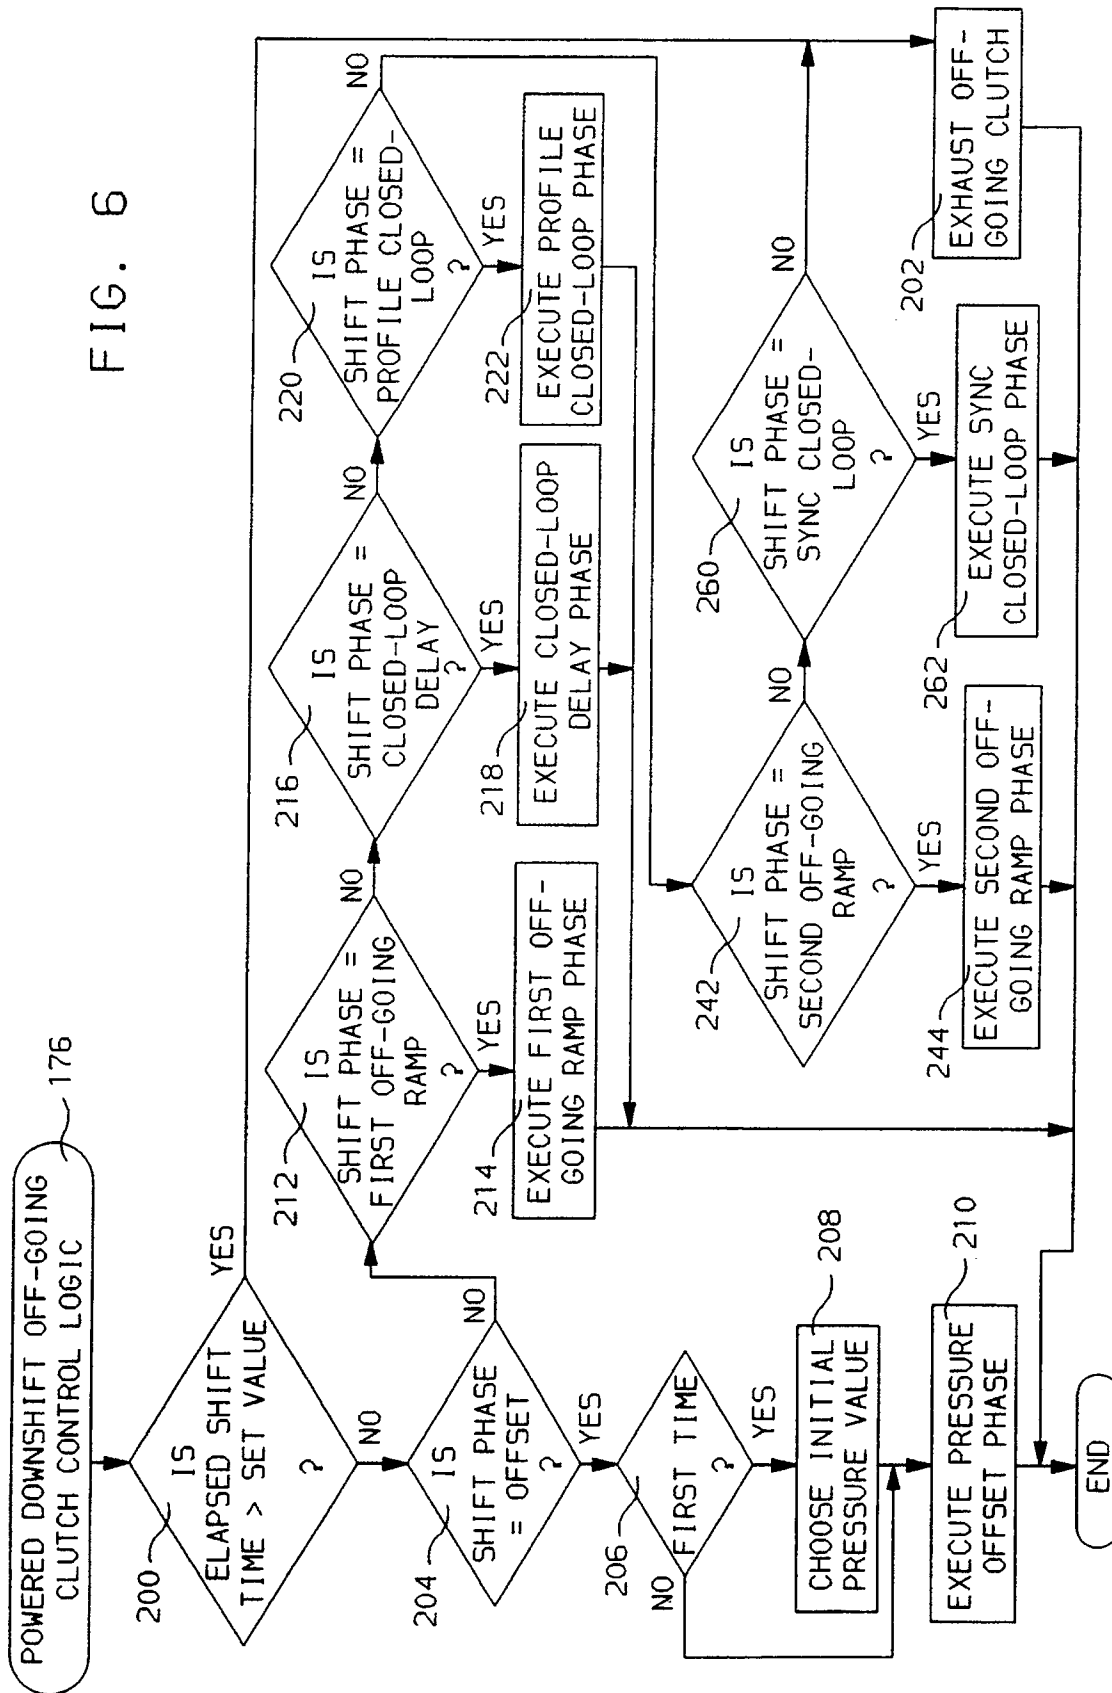 FIG. 6
POWERED DOWNSHIFT OFF-GOING
CLUTCH CONTROL LOGIC
176
200
IS
ELAPSED SHIFT
TIME > SET VALUE
?
YES
NO
204
IS
SHIFT PHASE
= OFFSET
?
NO
YES
206
FIRST TIME
?
NO
YES
208
CHOOSE INITIAL
PRESSURE VALUE
210
EXECUTE PRESSURE
OFFSET PHASE
END
212
IS
SHIFT PHASE =
FIRST OFF-GOING
RAMP
?
NO
YES
214
EXECUTE FIRST OFF-
GOING RAMP PHASE
216
IS
SHIFT PHASE =
CLOSED-LOOP
DELAY
?
NO
YES
218
EXECUTE CLOSED-LOOP
DELAY PHASE
220
IS
SHIFT PHASE =
PROFILE CLOSED-
LOOP
?
NO
YES
222
EXECUTE PROFILE
CLOSED-LOOP PHASE
242
IS
SHIFT PHASE =
SECOND OFF-GOING
RAMP
?
NO
YES
244
EXECUTE SECOND OFF-
GOING RAMP PHASE
260
IS
SHIFT PHASE =
SYNC CLOSED-
LOOP
?
NO
YES
262
EXECUTE SYNC
CLOSED-LOOP PHASE
202
EXHAUST OFF-
GOING CLUTCH